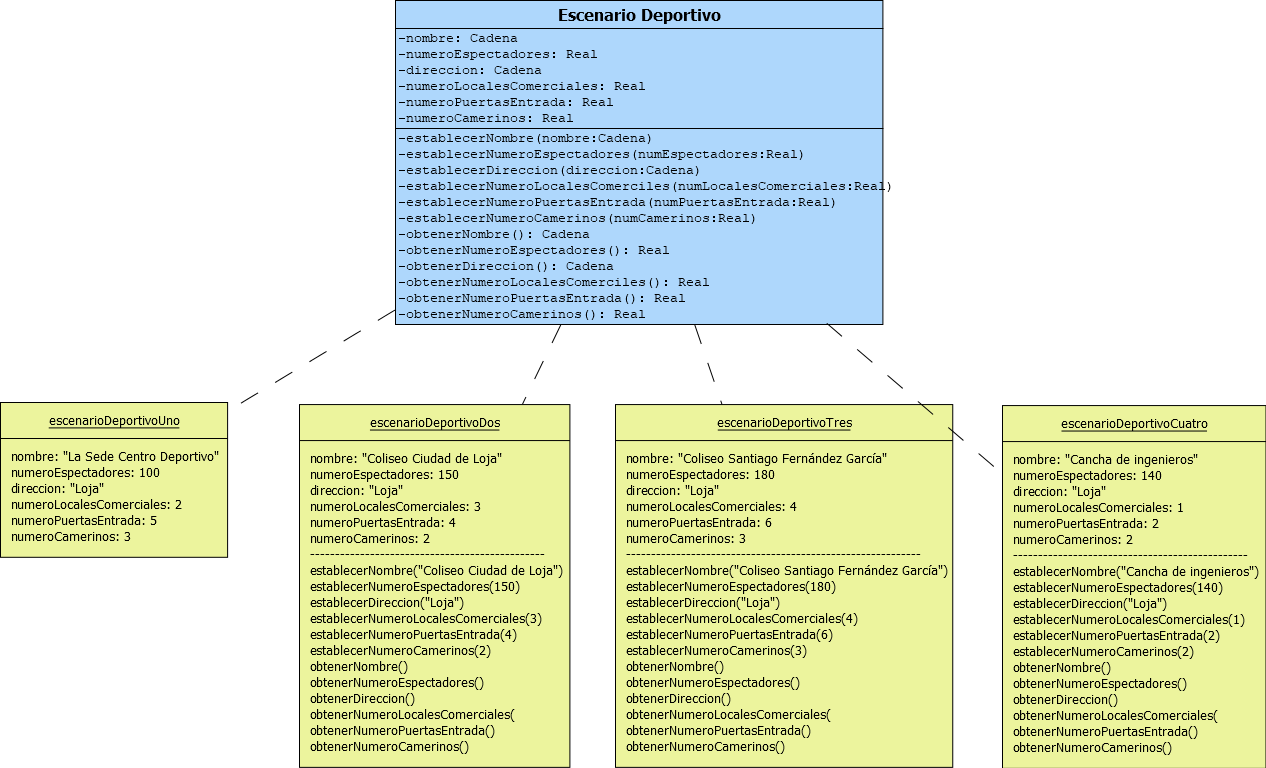 Escenario Deportivo
-nombre: Cadena
-numeroEspectadores: Real
-direccion: Cadena
-numeroLocalesComerciales: Real
-numeroPuertasEntrada: Real
-numeroCamerinos: Real
-establecerNombre(nombre:Cadena)
-establecerNumeroEspectadores(numEspectadores:Real)
-establecerDireccion(direccion:Cadena)
-establecerNumeroLocalesComerciles(numLocalesComerciales:Real)
-establecerNumeroPuertasEntrada(numPuertasEntrada:Real)
-establecerNumeroCamerinos(numCamerinos:Real)
-obtenerNombre(): Cadena
-obtenerNumeroEspectadores(): Real
-obtenerDireccion(): Cadena
-obtenerNumeroLocalesComerciles(): Real
-obtenerNumeroPuertasEntrada(): Real
-obtenerNumeroCamerinos(): Real
escenarioDeportivoUno
nombre: "La Sede Centro Deportivo"
numeroEspectadores: 100
direccion: "Loja"
numeroLocalesComerciales: 2
numeroPuertasEntrada: 5
numeroCamerinos: 3
escenarioDeportivoDos
nombre: "Coliseo Ciudad de Loja"
numeroEspectadores: 150
direccion: "Loja"
numeroLocalesComerciales: 3
numeroPuertasEntrada: 4
numeroCamerinos: 2
-----------------------------------------------
establecerNombre("Coliseo Ciudad de Loja")
establecerNumeroEspectadores(150)
establecerDireccion("Loja")
establecerNumeroLocalesComerciales(3)
establecerNumeroPuertasEntrada(4)
establecerNumeroCamerinos(2)
obtenerNombre()
obtenerNumeroEspectadores()
obtenerDireccion()
obtenerNumeroLocalesComerciales(
obtenerNumeroPuertasEntrada()
obtenerNumeroCamerinos()
escenarioDeportivoTres
nombre: "Coliseo Santiago Fernández García"
numeroEspectadores: 180
direccion: "Loja"
numeroLocalesComerciales: 4
numeroPuertasEntrada: 6
numeroCamerinos: 3
-----------------------------------------------------------
establecerNombre("Coliseo Santiago Fernández García")
establecerNumeroEspectadores(180)
establecerDireccion("Loja")
establecerNumeroLocalesComerciales(4)
establecerNumeroPuertasEntrada(6)
establecerNumeroCamerinos(3)
obtenerNombre()
obtenerNumeroEspectadores()
obtenerDireccion()
obtenerNumeroLocalesComerciales(
obtenerNumeroPuertasEntrada()
obtenerNumeroCamerinos()
escenarioDeportivoCuatro
nombre: "Cancha de ingenieros"
numeroEspectadores: 140
direccion: "Loja"
numeroLocalesComerciales: 1
numeroPuertasEntrada: 2
numeroCamerinos: 2
-----------------------------------------------
establecerNombre("Cancha de ingenieros")
establecerNumeroEspectadores(140)
establecerDireccion("Loja")
establecerNumeroLocalesComerciales(1)
establecerNumeroPuertasEntrada(2)
establecerNumeroCamerinos(2)
obtenerNombre()
obtenerNumeroEspectadores()
obtenerDireccion()
obtenerNumeroLocalesComerciales(
obtenerNumeroPuertasEntrada()
obtenerNumeroCamerinos()